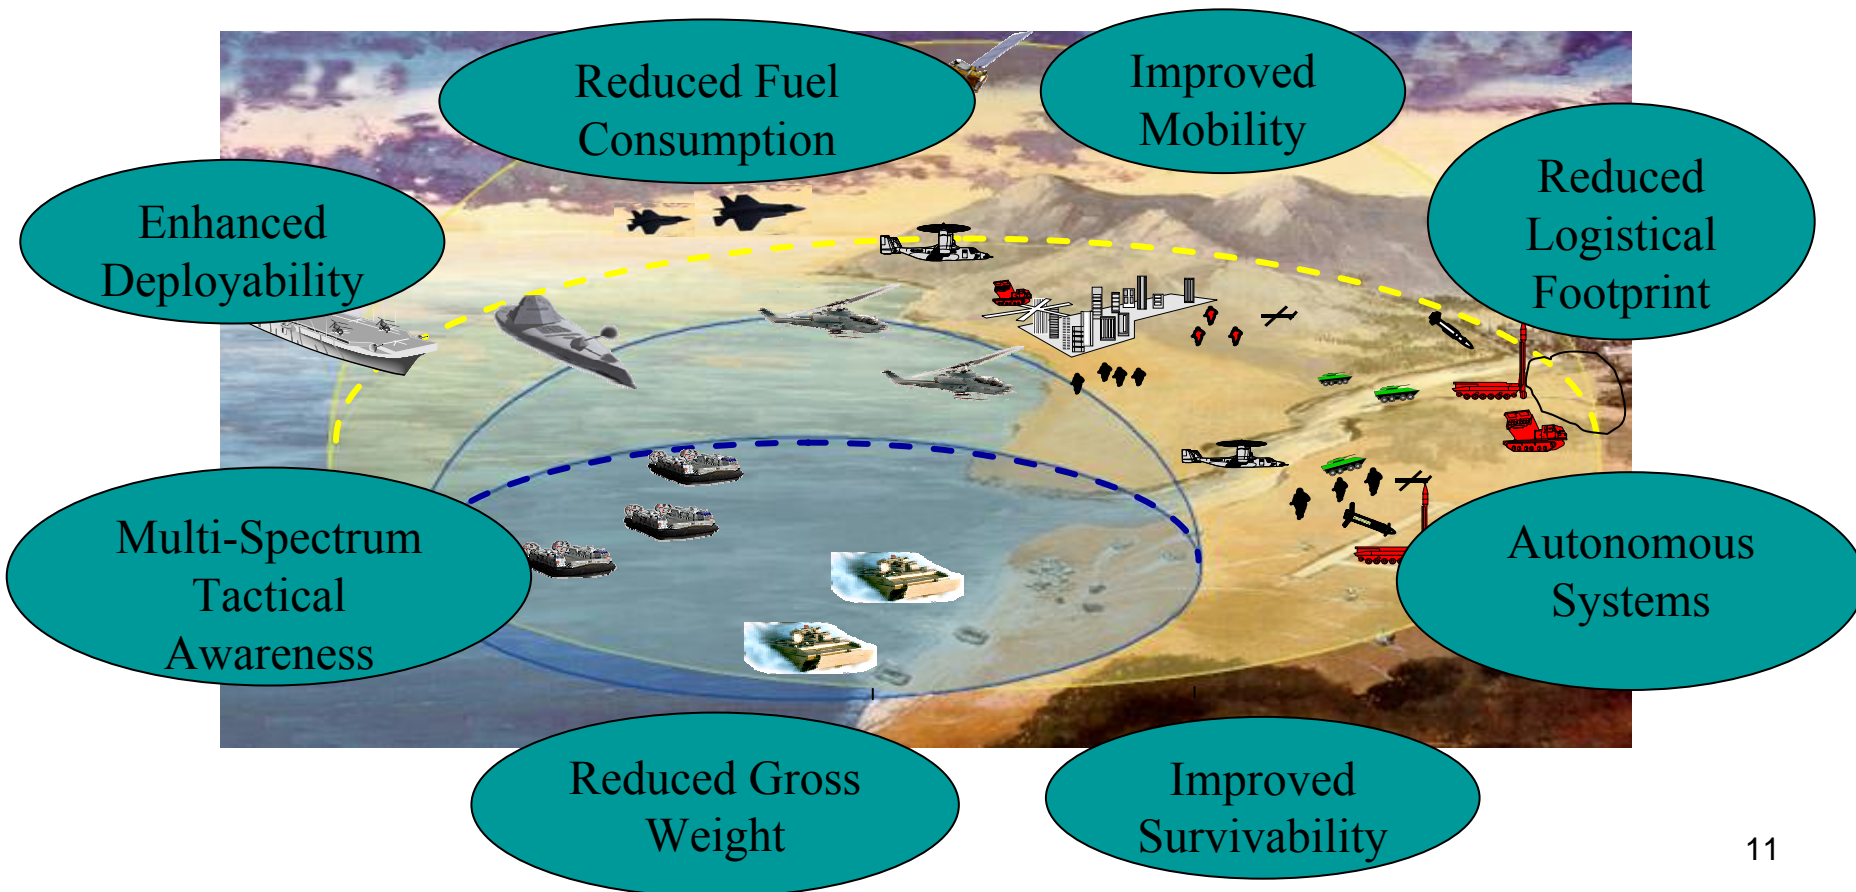 Reduced Fuel
Consumption
Improved
Mobility
Enhanced
Deployability
Reduced
Logistical
Footprint
Multi-Spectrum
Tactical
Awareness
Autonomous
Systems
Reduced Gross
Weight
Improved
Survivability
11